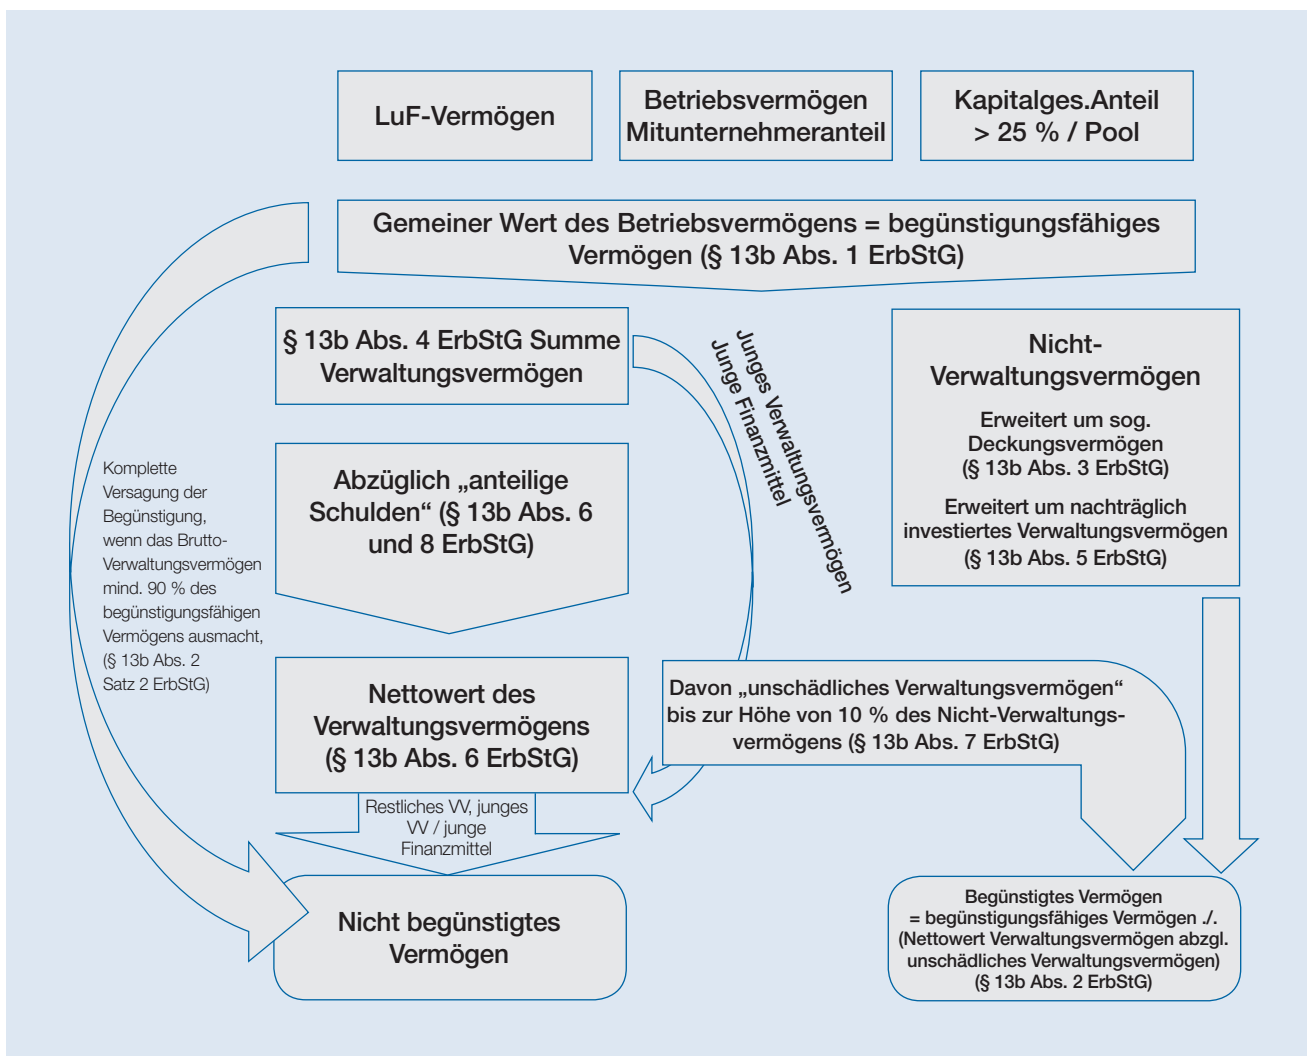 LuF-Vermögen
Betriebsvermögen
Mitunternehmeranteil
Kapitalges.Anteil
> 25 % / Pool
Gemeiner Wert des Betriebsvermögens = begünstigungsfähiges
Vermögen (§ 13b Abs. 1 ErbStG)
§ 13b Abs. 4 ErbStG Summe
Verwaltungsvermögen
Junges Verwaltungsvermögen
Junge Finanzmittel
Nicht-
Verwaltungsvermögen
Erweitert um sog.
Deckungsvermögen
(§ 13b Abs. 3 ErbStG)
Erweitert um nachträglich
investiertes Verwaltungsvermögen
(§ 13b Abs. 5 ErbStG)
Komplette
Versagung der
Begünstigung,
wenn das Brutto-
Verwaltungsvermögen
mind. 90 % des
begünstigungsfähigen
Vermögens ausmacht,
(§ 13b Abs. 2
Satz 2 ErbStG)
Abzüglich „anteilige
Schulden“ (§ 13b Abs. 6
und 8 ErbStG)
Nettowert des
Verwaltungsvermögens
(§ 13b Abs. 6 ErbStG)
Davon „unschädliches Verwaltungsvermögen“
bis zur Höhe von 10 % des Nicht-Verwaltungs-
vermögens (§ 13b Abs. 7 ErbStG)
Restliches VV, junges
VV / junge
Finanzmittel
Nicht begünstigtes
Vermögen
Begünstigtes Vermögen
= begünstigungsfähiges Vermögen ./.
(Nettowert Verwaltungsvermögen abzgl.
unschädliches Verwaltungsvermögen)
(§ 13b Abs. 2 ErbStG)